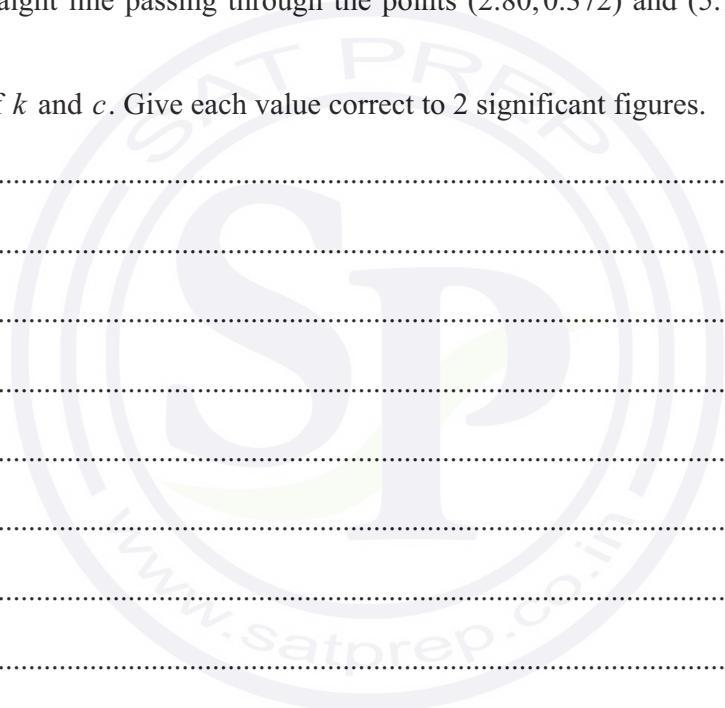 aight line passing through the points (2.80, 0.372) and (5.
f k and c. Give each value correct to 2 significant figures.
SAT PREP
SP
www.satprep.co.in